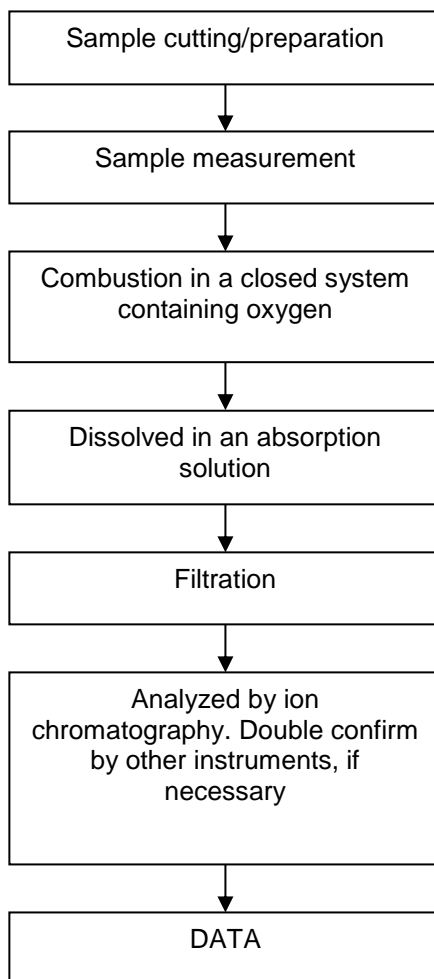 Sample cutting/preparation
Sample measurement
Combustion in a closed system
containing oxygen
Dissolved in an absorption
solution
Filtration
Analyzed by ion
chromatography. Double confirm
by other instruments, if
necessary
DATA